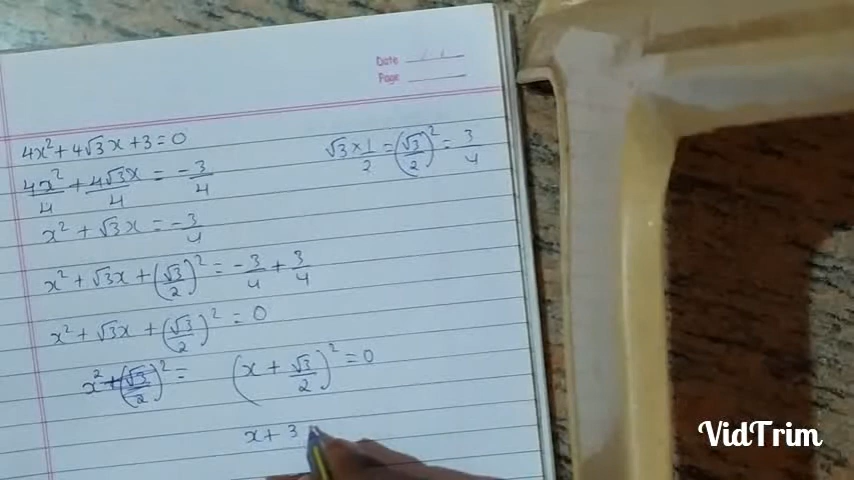 Date
Page
4x² + 4√3x + 3 = 0
√3 × 1/2 = (√3/2)² = 3/4
4x²/4 + 4√3x/4 = -3/4
x² + √3x = -3/4
x² + √3x + (√3/2)² = -3/4 + 3/4
x² + √3x + (√3/2)² = 0
x² + (√3/2)² = (x + √3/2)² = 0
x + 3
VidTrim